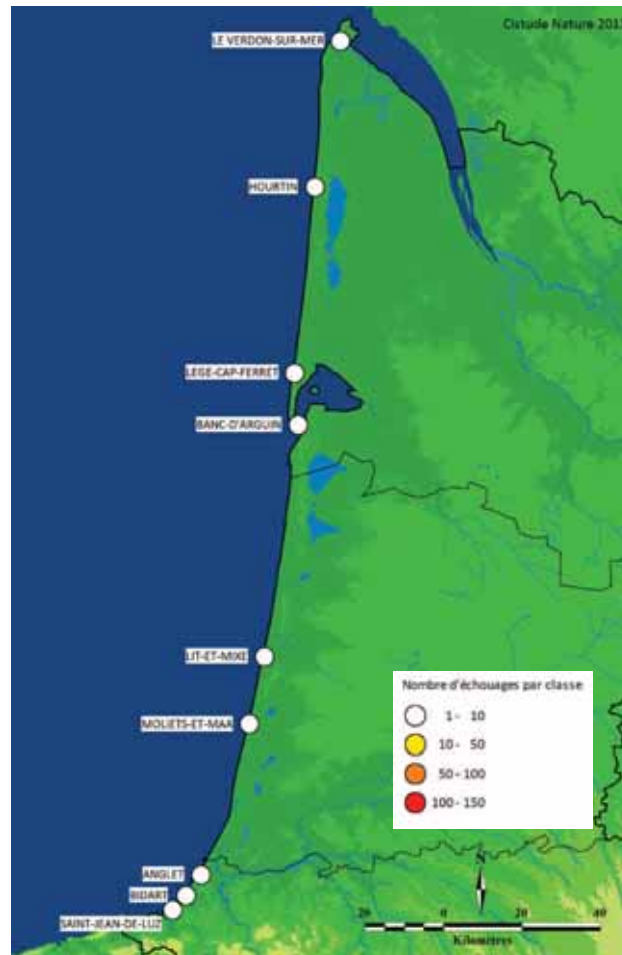 Cistude Nature 2011
LE VERDON-SUR-MER
HOURTIN
LEGE-CAP-FERRET
BANC-D'ARGUIN
LIT-ET-MIXE
MOLIETS-ET-MAA
Nombre d'échouages par classe
1 - 10
10 - 50
50 - 100
100 - 150
ANGLET
BIDART
SAINT-JEAN-DE-LUZ
N
20 0 20 40
Kilomètres